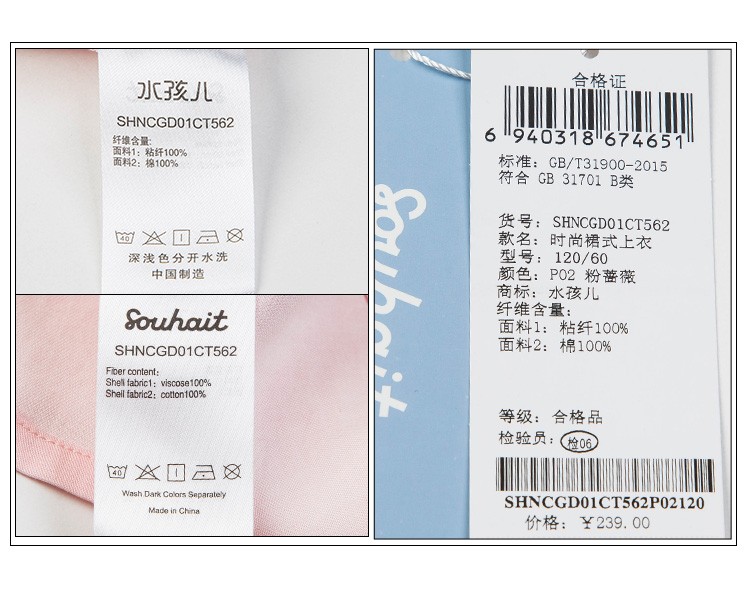 水孩儿
SHNCGD01CT562
纤维含量:
面料1: 粘纤100%
面料2: 棉100%
40
深浅色分开水洗
中国制造
Souhait
SHNCGD01CT562
Fiber content:
Shell fabric1: viscose100%
Shell fabric2: cotton100%
40
Wash Dark Colors Separately
Made in China
Souhait
合格证
6 940318 674651
标准: GB/T31900-2015
符合 GB 31701 B类
货号: SHNCGD01CT562
款名: 时尚裙式上衣
型号: 120/60
颜色: P02 粉蔷薇
商标: 水孩儿
纤维含量:
面料1: 粘纤100%
面料2: 棉100%
等级: 合格品
检验员: 检06
SHNCGD01CT562P02120
价格: ¥239.00